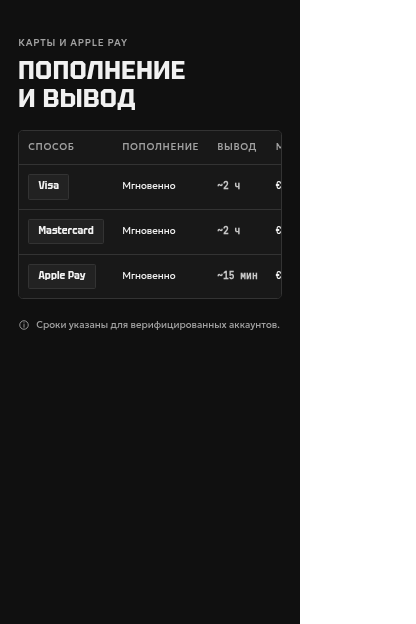 КАРТЫ И APPLE PAY
ПОПОЛНЕНИЕ
И ВЫВОД
СПОСОБ ПОПОЛНЕНИЕ ВЫВОД
Visa Мгновенно ~2 ч €
Mastercard Мгновенно ~2 ч €
Apple Pay Мгновенно ~15 мин €
Сроки указаны для верифицированных аккаунтов.